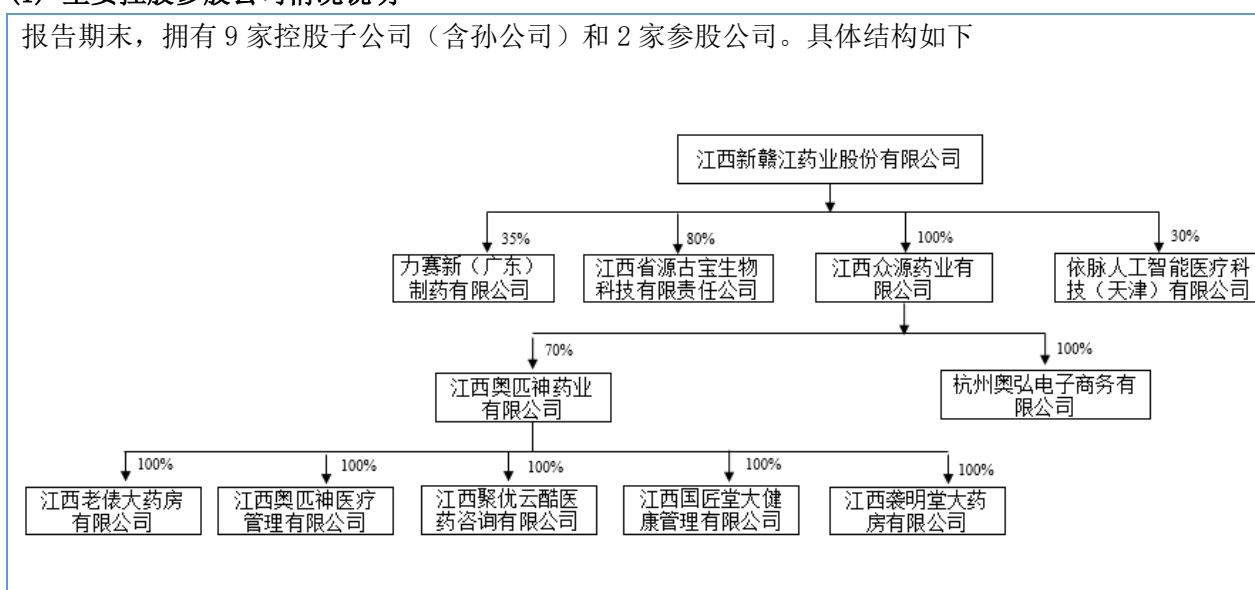 报告期末，拥有 9 家控股子公司（含孙公司）和 2 家参股公司。具体结构如下
江西新赣江药业股份有限公司
35%
80%
100%
30%
力赛新（广东）
制药有限公司
江西省源古宝生物
科技有限责任公司
江西众源药业有
限公司
依脉人工智能医疗科
技（天津）有限公司
70%
100%
江西奥匹神药业
有限公司
杭州奥弘电子商务有
限公司
100%
100%
100%
100%
100%
江西老俵大药房
有限公司
江西奥匹神医疗
管理有限公司
江西聚优云酷医
药咨询有限公司
江西国匠堂大健
康管理有限公司
江西袭明堂大药
房有限公司